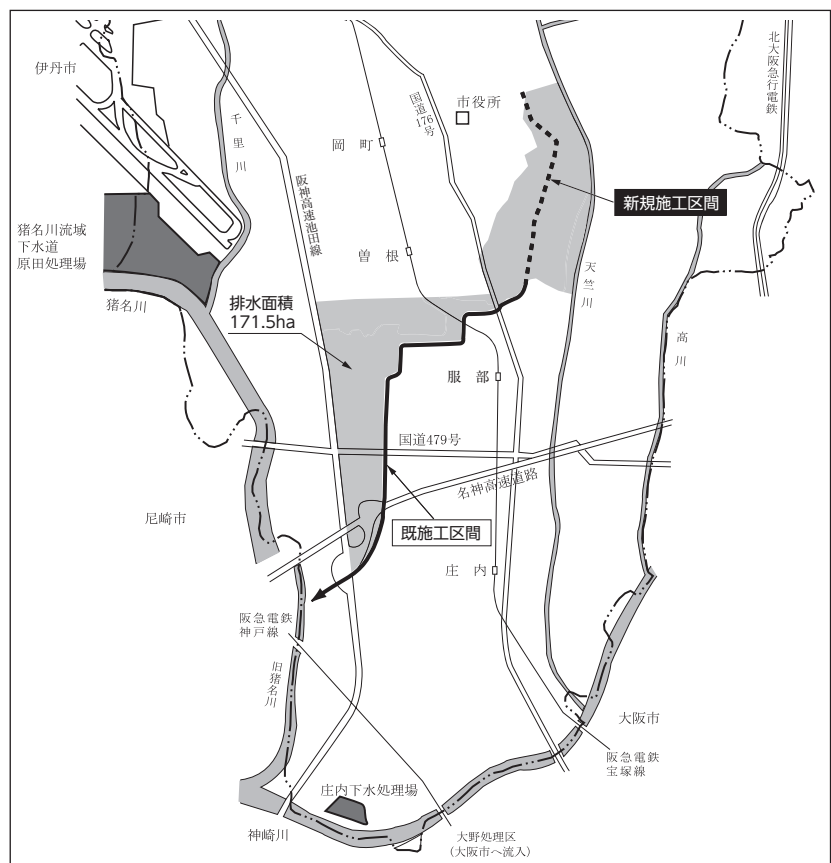 伊丹市
千里川
国道176号
市役所
北大阪急行電鉄
岡町
阪神高速池田線
新規施工区間
猪名川流域
下水道
原田処理場
曽根
天竺川
猪名川
排水面積
171.5ha
高川
服部
国道479号
名神高速道路
尼崎市
既施工区間
庄内
阪急電鉄
神戸線
旧猪名川
大阪市
阪急電鉄
宝塚線
庄内下水処理場
神崎川
大野処理区
(大阪市へ流入)